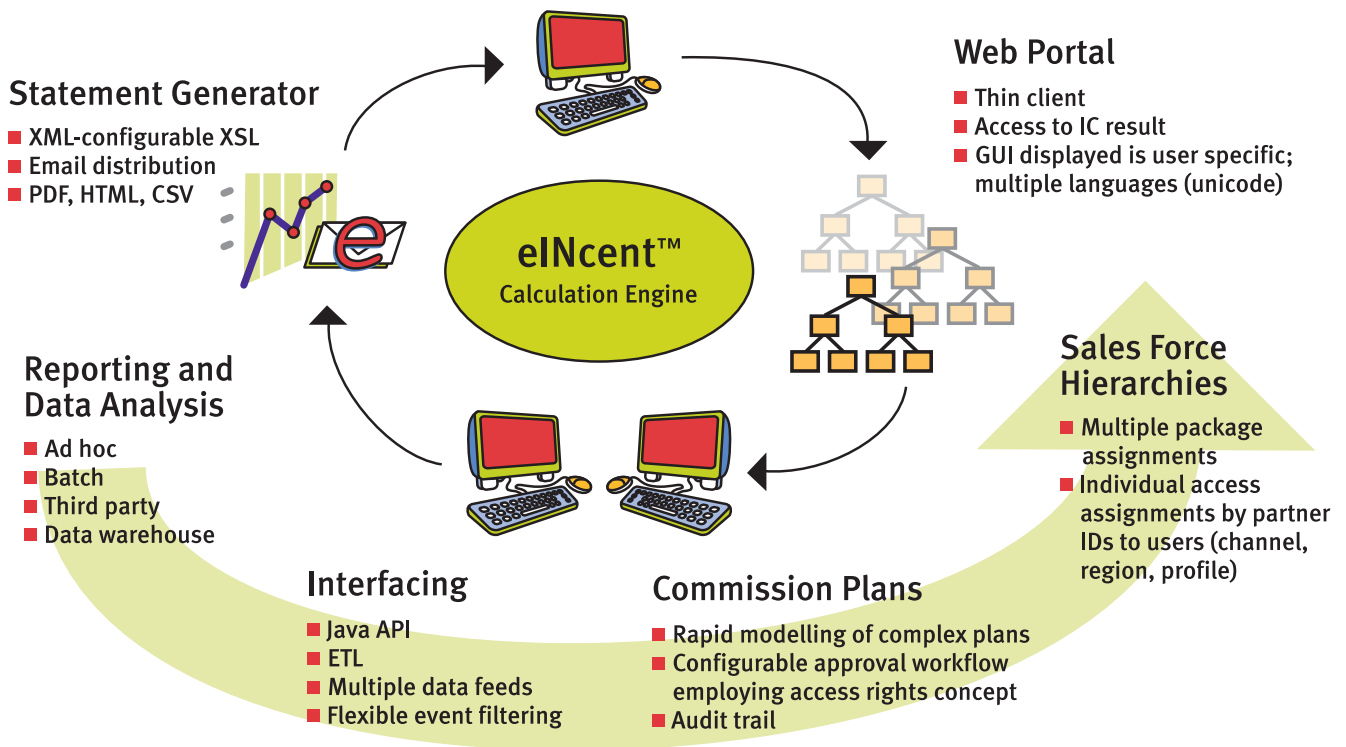 Statement Generator
XML-configurable XSL
Email distribution
PDF, HTML, CSV
e
Web Portal
Thin client
Access to IC result
GUI displayed is user specific;
multiple languages (unicode)
eINcent™
Calculation Engine
Reporting and
Data Analysis
Ad hoc
Batch
Third party
Data warehouse
Interfacing
Java API
ETL
Multiple data feeds
Flexible event filtering
Commission Plans
Rapid modelling of complex plans
Configurable approval workflow
employing access rights concept
Audit trail
Sales Force
Hierarchies
Multiple package
assignments
Individual access
assignments by partner
IDs to users (channel,
region, profile)